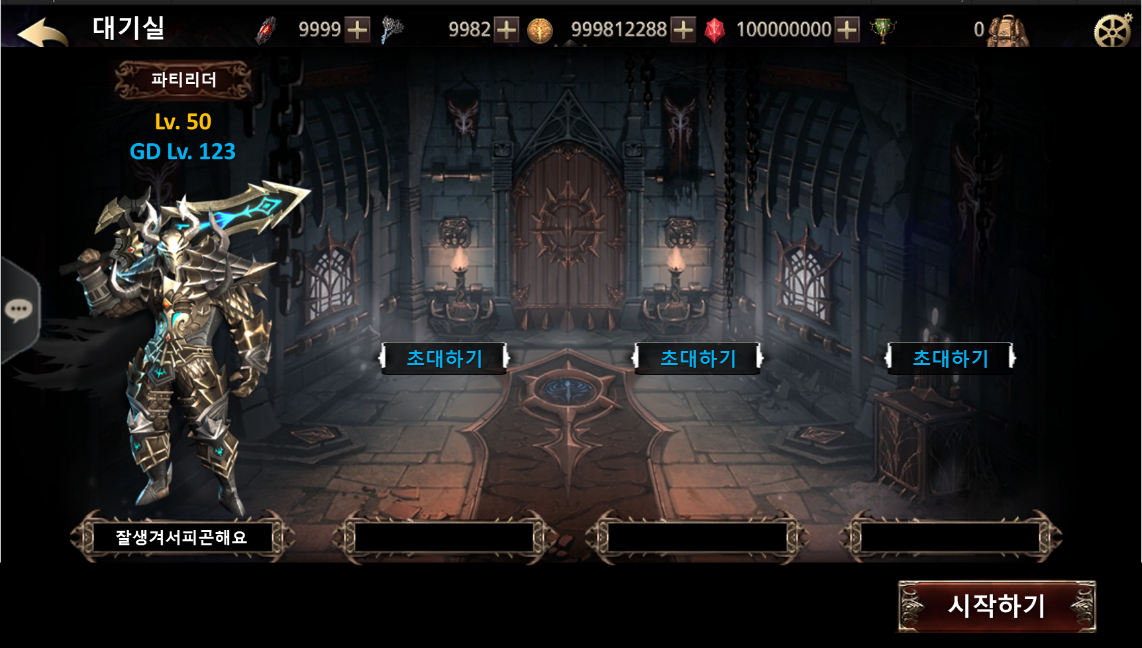 대기실
9999
9982
999812288
100000000
0
파티리더
Lv. 50
GD Lv. 123
초대하기
초대하기
초대하기
잘생겨서피곤해요
시작하기